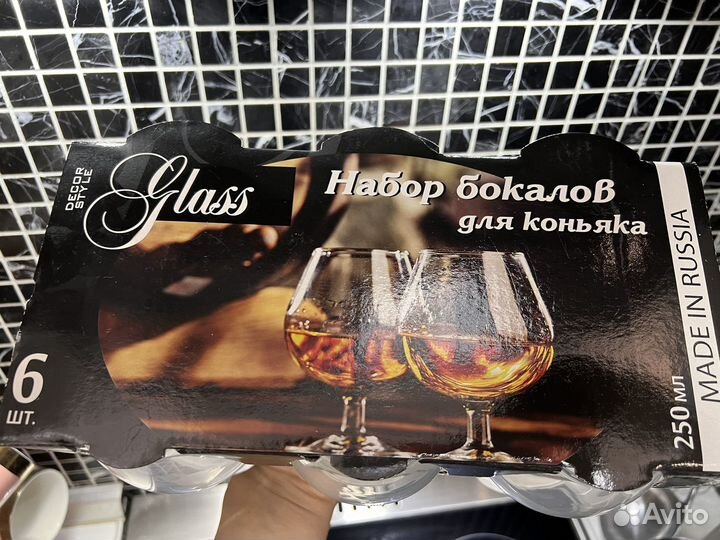 DECOR
STYLE
Glass
Набор бокалов
для коньяка
6
шт.
250 мл
MADE IN RUSSIA
Avito